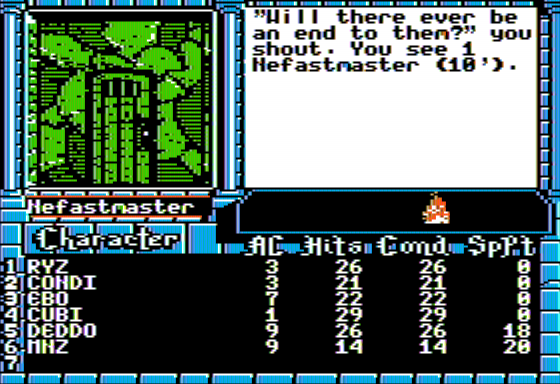 "Will there ever be
an end to them?" you
shout. You see 1
Nefastmaster (10').
Nefastmaster
Character AC Hits Cond SpPt
1 RYZ 3 26 26 0
2 CONDI 3 21 21 0
3 EBO 7 22 22 0
4 CUBI 1 29 29 0
5 DEDDO 9 26 26 18
6 MNZ 9 14 14 20
7